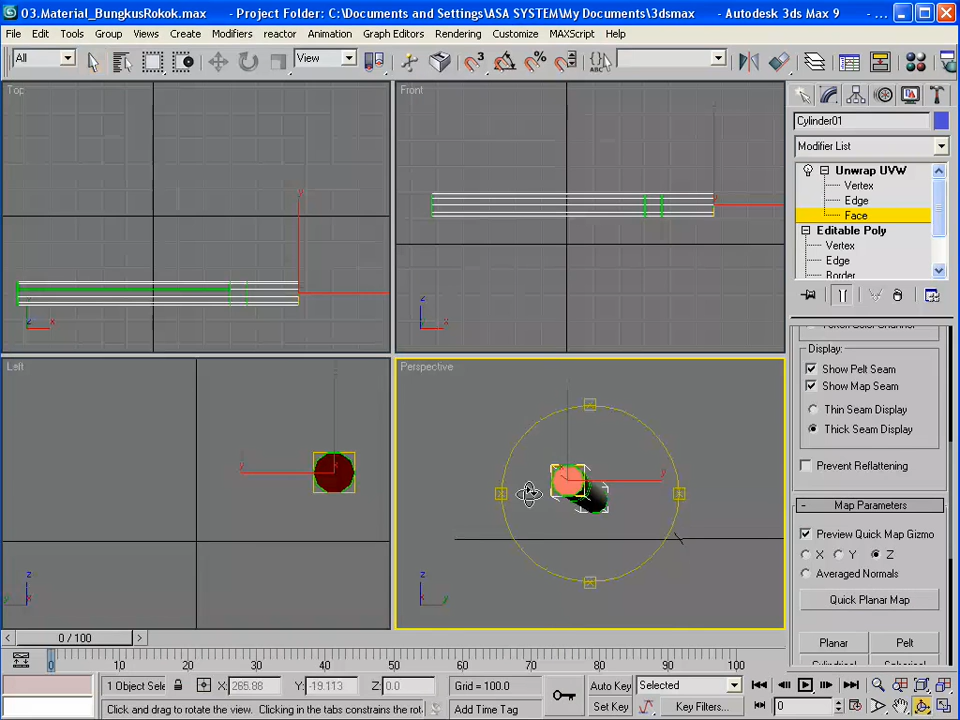 03.Material_BungkusRokok.max - Project Folder: C:\Documents and Settings\ASA SYSTEM\My Documents\3dsmax - Autodesk 3ds Max 9 - ...
File Edit Tools Group Views Create Modifiers reactor Animation Graph Editors Rendering Customize MAXScript Help
All View
Top
Front
Left
Perspective
Cylinder01
Modifier List
Unwrap UVW
Vertex
Edge
Face
Editable Poly
Vertex
Edge
Border
Display:
Show Pelt Seam
Show Map Seam
Thin Seam Display
Thick Seam Display
Prevent Reflattening
- Map Parameters
Preview Quick Map Gizmo
X Y Z
Averaged Normals
Quick Planar Map
Planar Pelt
0 / 100
0 10 20 30 40 50 60 70 80 90 100
1 Object Sele X: 265.88 Y: -19.113 Z: 0.0 Grid = 100.0 Auto Key Selected
Click and drag to rotate the view. Clicking in the tabs constrains the rot Add Time Tag Set Key Key Filters... 0